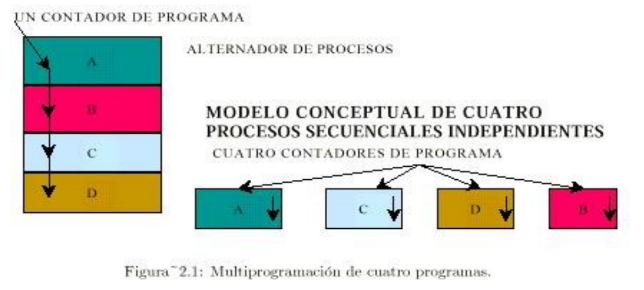 UN CONTADOR DE PROGRAMA
ALTERNADOR DE PROCESOS
A
B
C
D
MODELO CONCEPTUAL DE CUATRO
PROCESOS SECUENCIALES INDEPENDIENTES
CUATRO CONTADORES DE PROGRAMA
A
C
D
B
Figura~2.1: Multiprogramación de cuatro programas.